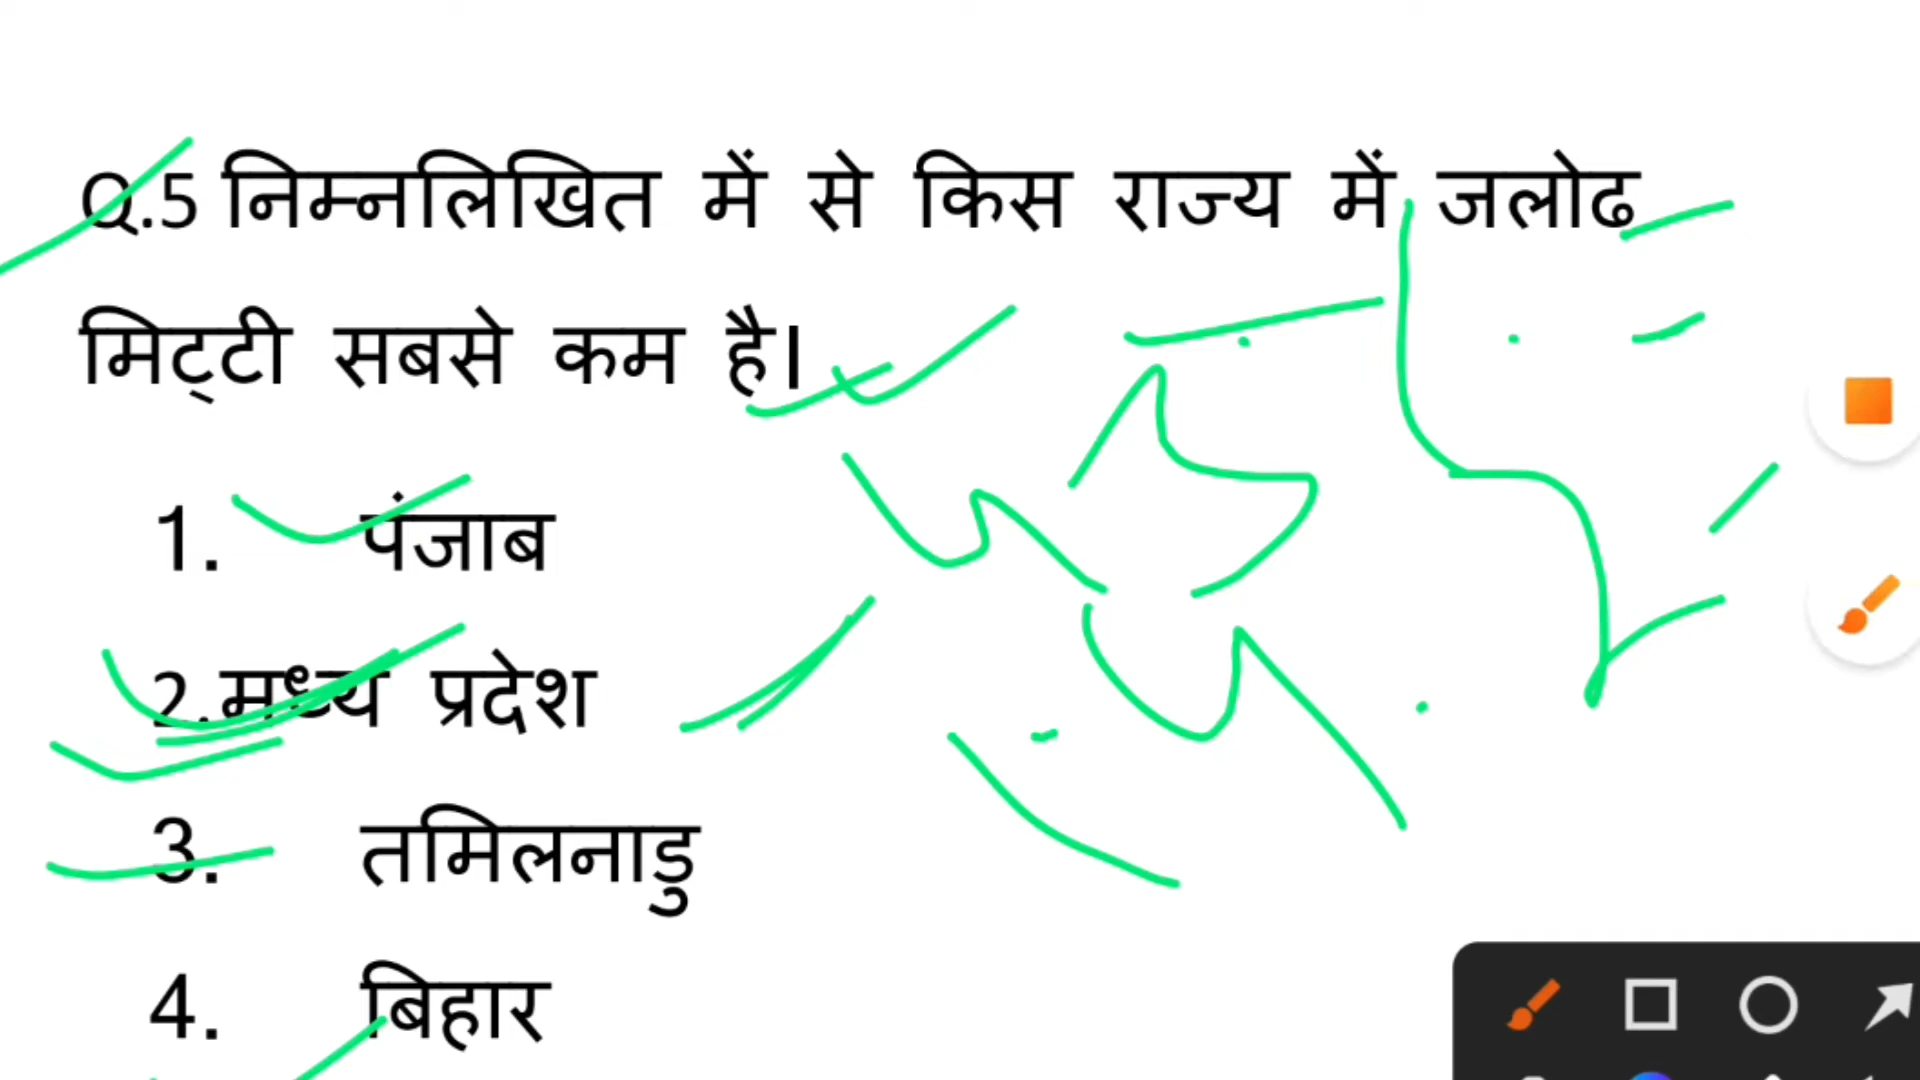 Q.5 निम्नलिखित में से किस राज्य में जलोढ
मिट्टी सबसे कम है।
1. पंजाब
2.मध्य प्रदेश
3. तमिलनाडु
4. बिहार